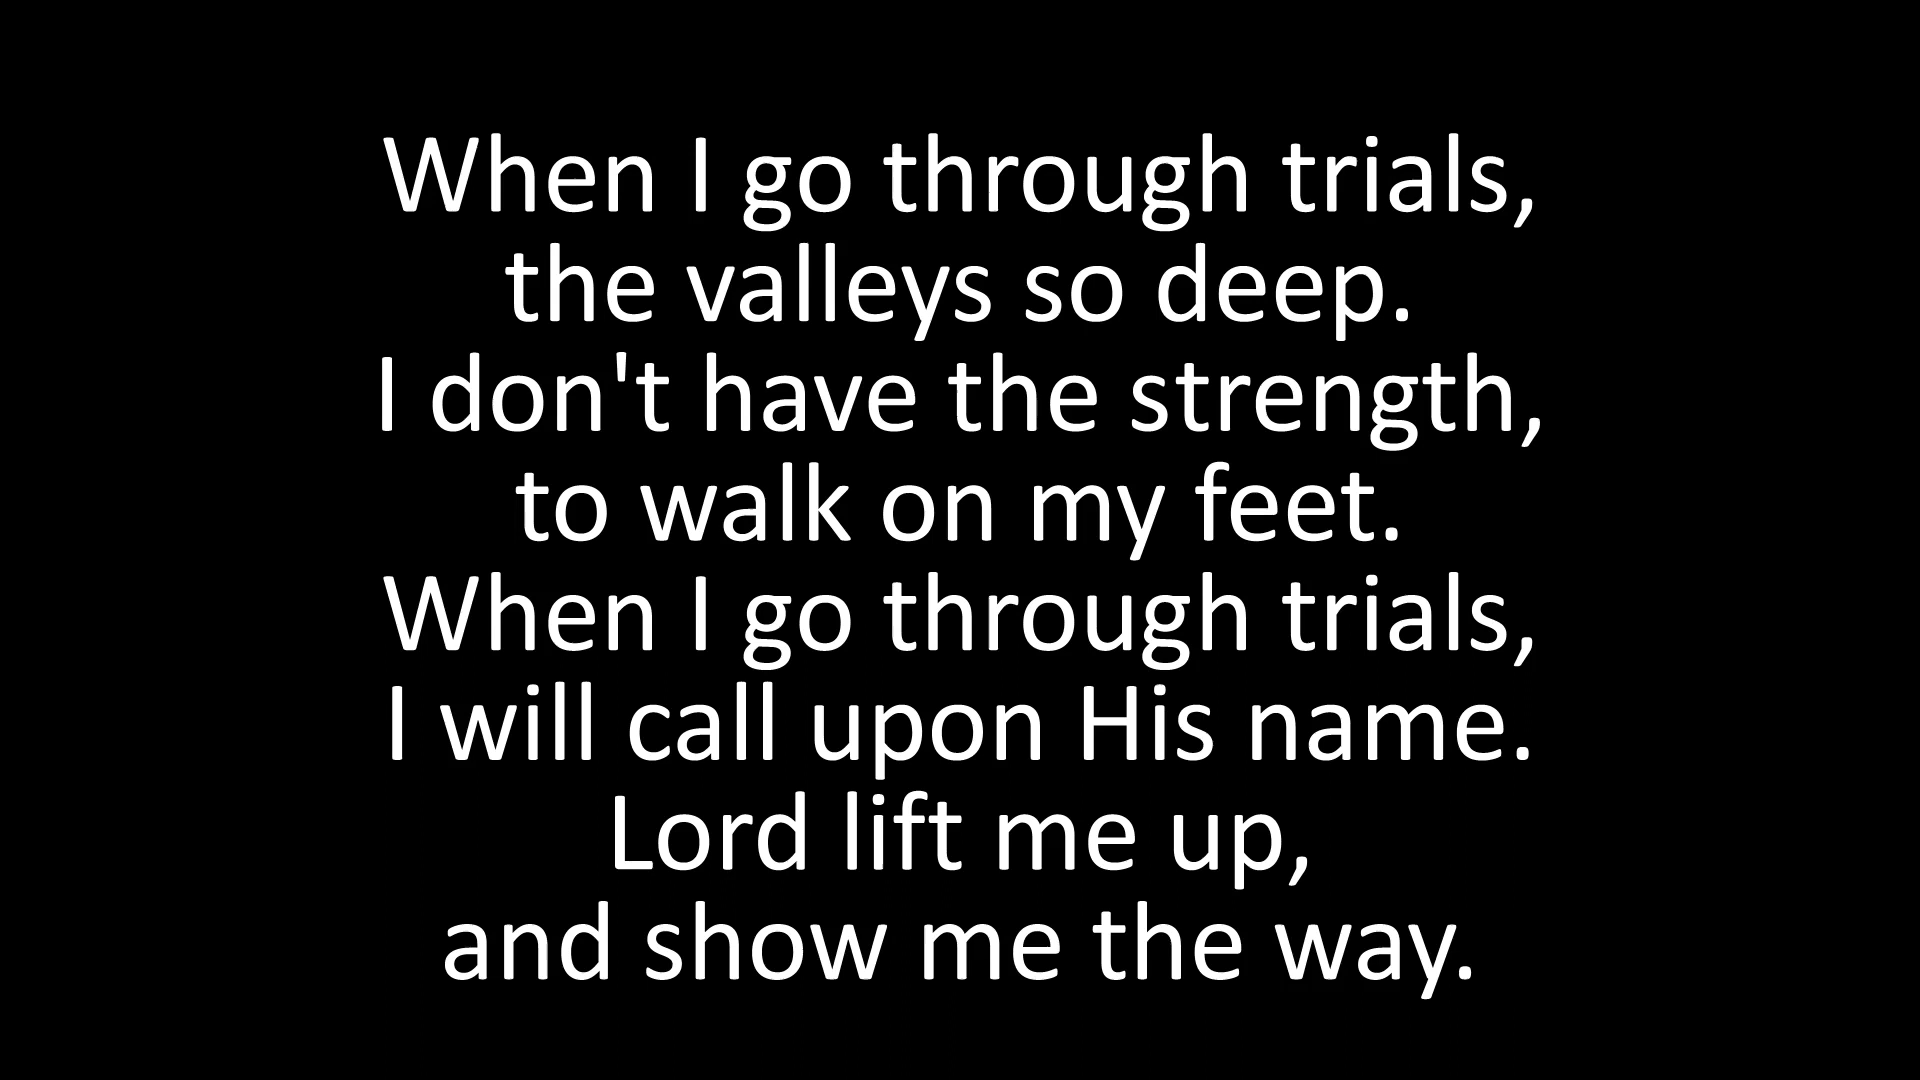 When I go through trials,
the valleys so deep.
I don't have the strength,
to walk on my feet.
When I go through trials,
I will call upon His name.
Lord lift me up,
and show me the way.